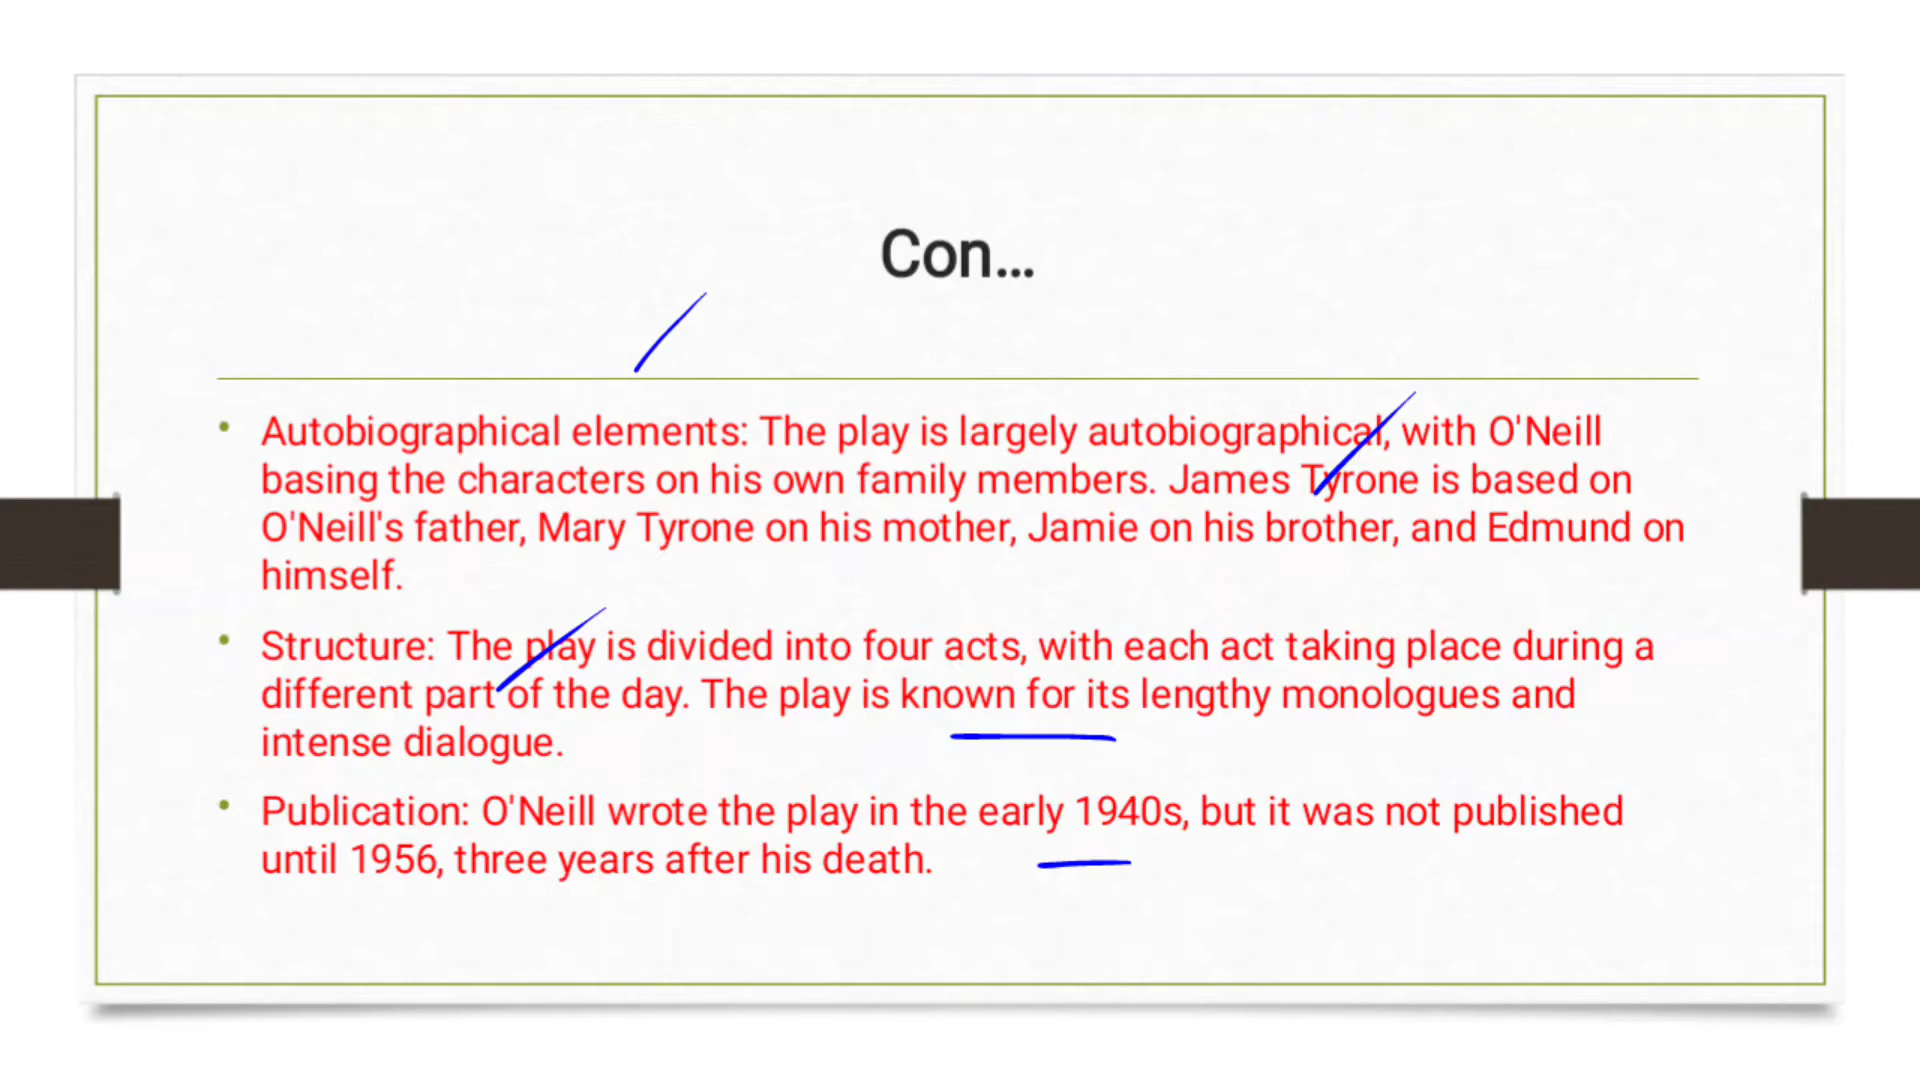 Con...
• Autobiographical elements: The play is largely autobiographical, with O'Neill
basing the characters on his own family members. James Tyrone is based on
O'Neill's father, Mary Tyrone on his mother, Jamie on his brother, and Edmund on
himself.
• Structure: The play is divided into four acts, with each act taking place during a
different part of the day. The play is known for its lengthy monologues and
intense dialogue.
• Publication: O'Neill wrote the play in the early 1940s, but it was not published
until 1956, three years after his death.